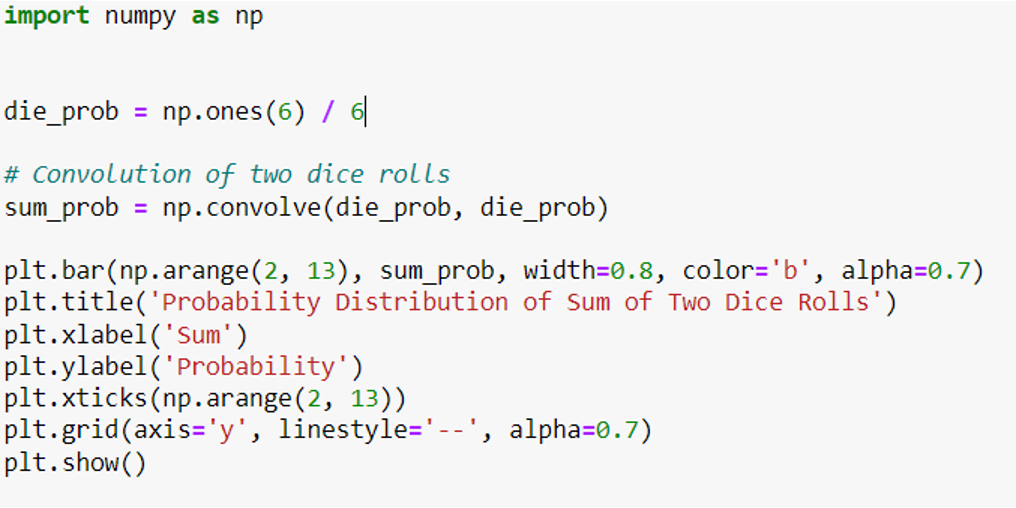 import numpy as np
die_prob = np.ones(6) / 6
# Convolution of two dice rolls
sum_prob = np.convolve(die_prob, die_prob)
plt.bar(np.arange(2, 13), sum_prob, width=0.8, color='b', alpha=0.7)
plt.title('Probability Distribution of Sum of Two Dice Rolls')
plt.xlabel('Sum')
plt.ylabel('Probability')
plt.xticks(np.arange(2, 13))
plt.grid(axis='y', linestyle='--', alpha=0.7)
plt.show()